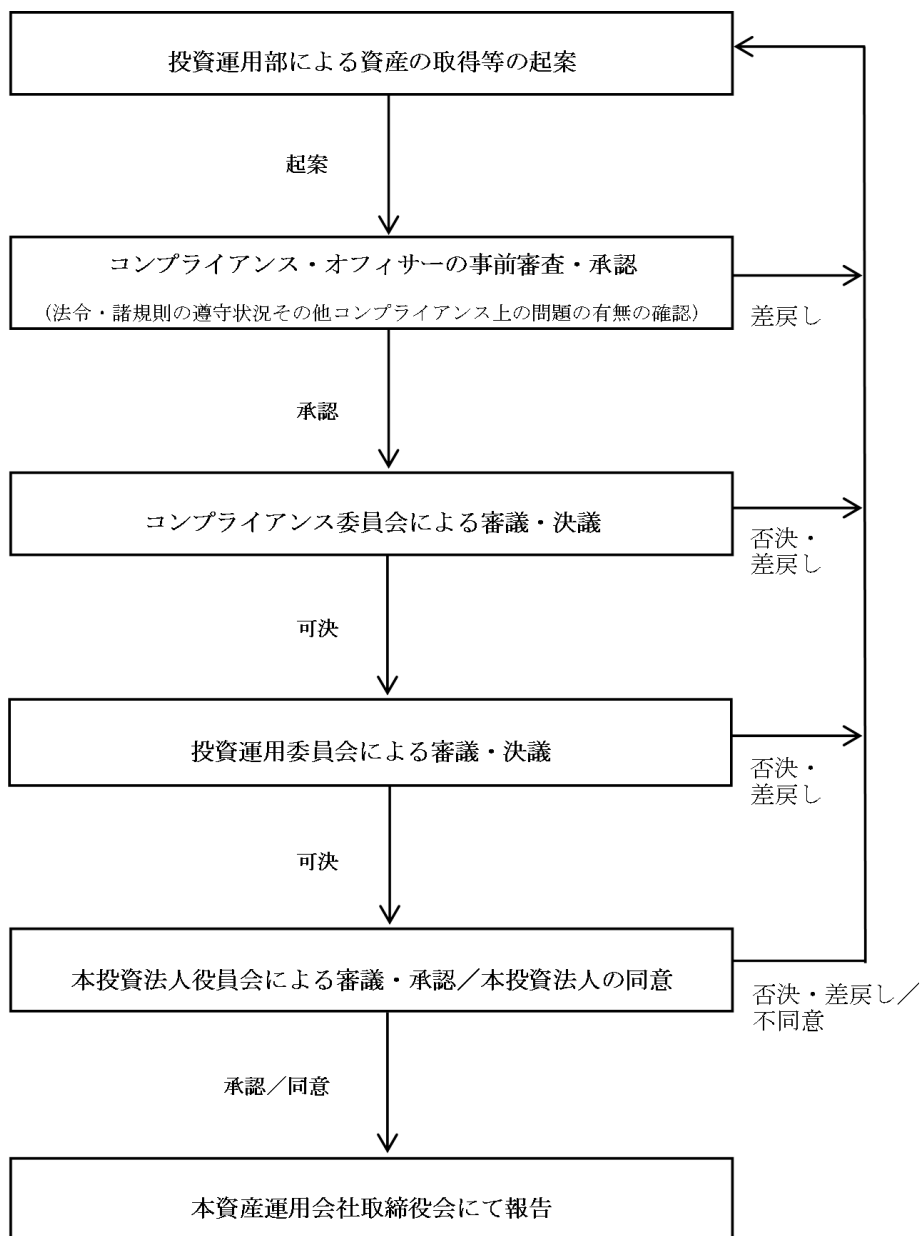 投資運用部による資産の取得等の起案
起案
コンプライアンス・オフィサーの事前審査・承認
(法令・諸規則の遵守状況その他コンプライアンス上の問題の有無の確認)
差戻し
承認
コンプライアンス委員会による審議・決議
否決・
差戻し
可決
投資運用委員会による審議・決議
否決・
差戻し
可決
本投資法人役員会による審議・承認／本投資法人の同意
否決・差戻し／
不同意
承認／同意
本資産運用会社取締役会にて報告